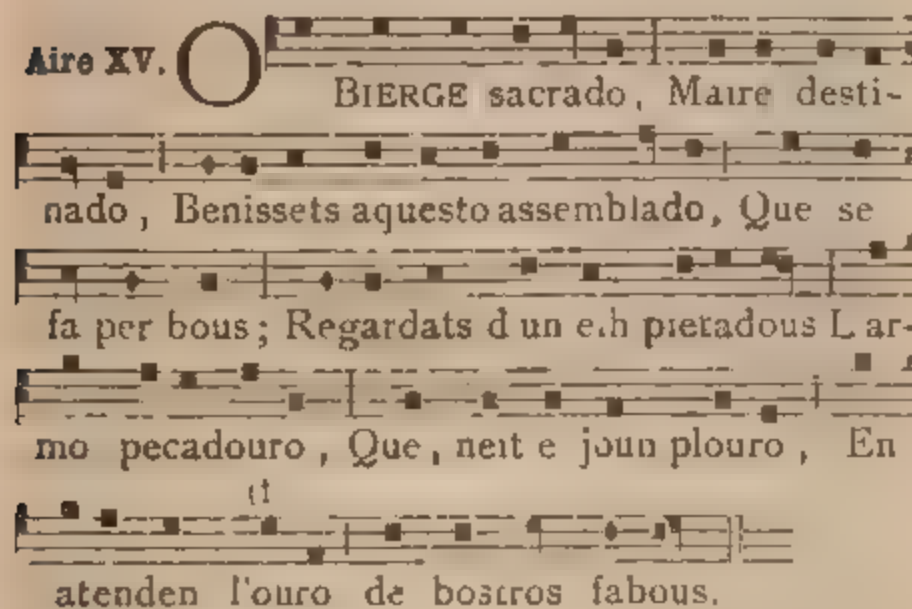 Aire XV. O
BIERGE sacrado, Maire desti-
nado, Benissets aquesto assemblado, Que se
fa per bous; Regardats d'un elh pietadous L'ar-
mo pecadouro, Que, neit e joun plouro, En
atenden l'ouro de bostros fabous.